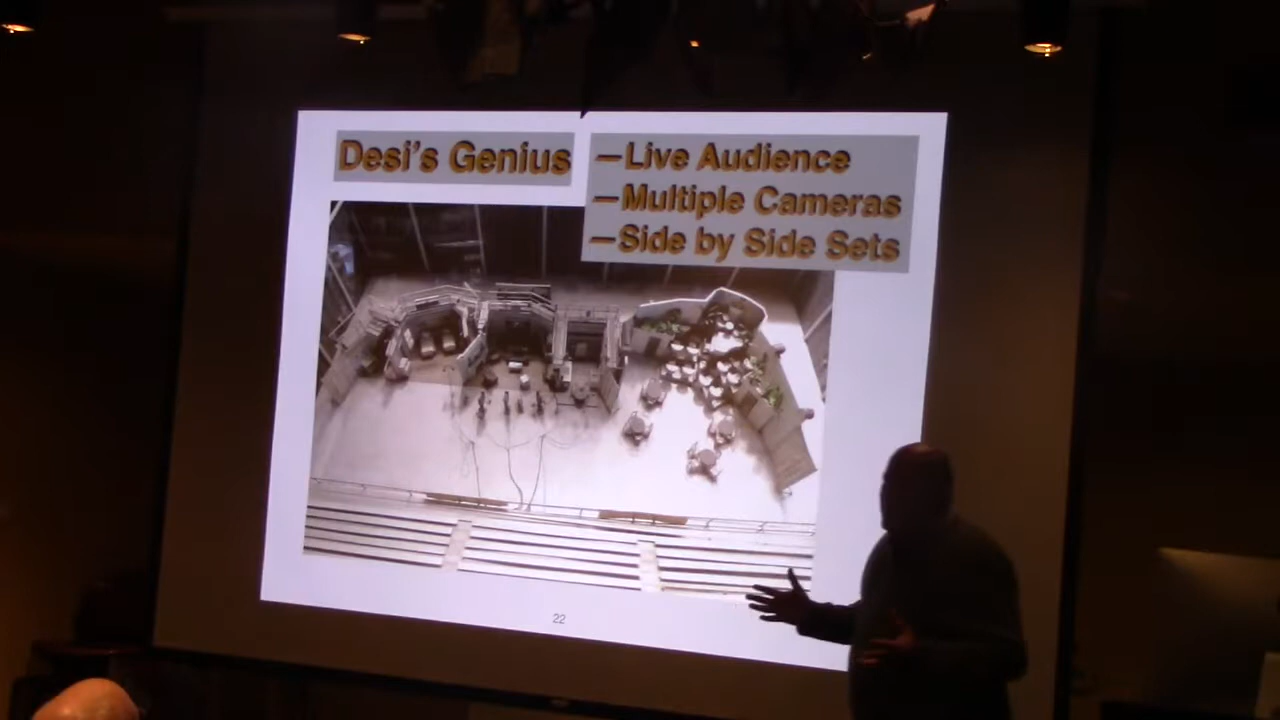 Desi's Genius
—Live Audience
—Multiple Cameras
—Side by Side Sets
22